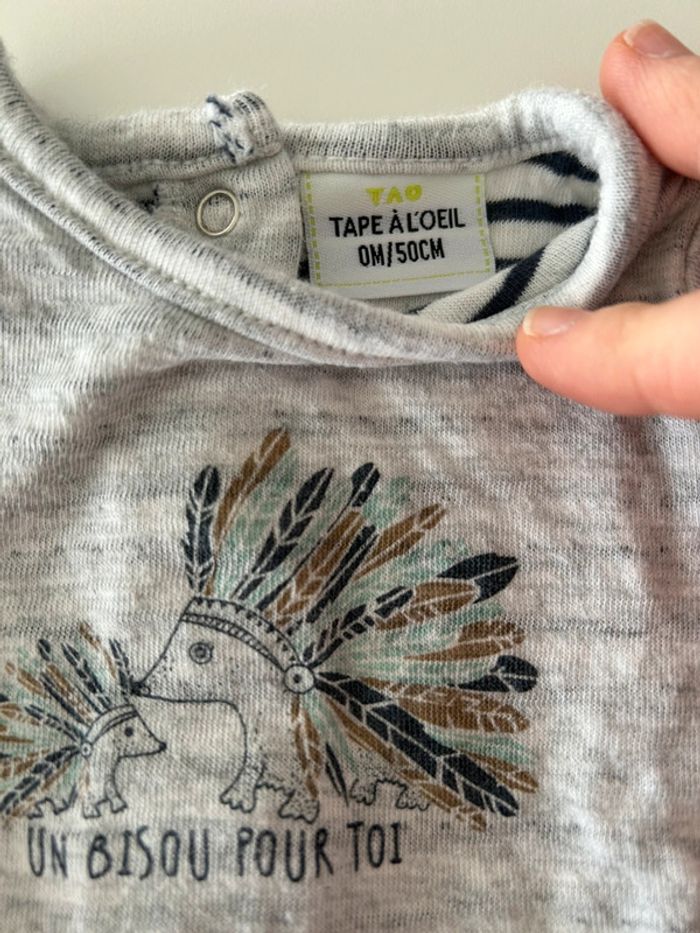 TAO
TAPE À L'OEIL
0M/50CM
UN BISOU POUR TOI